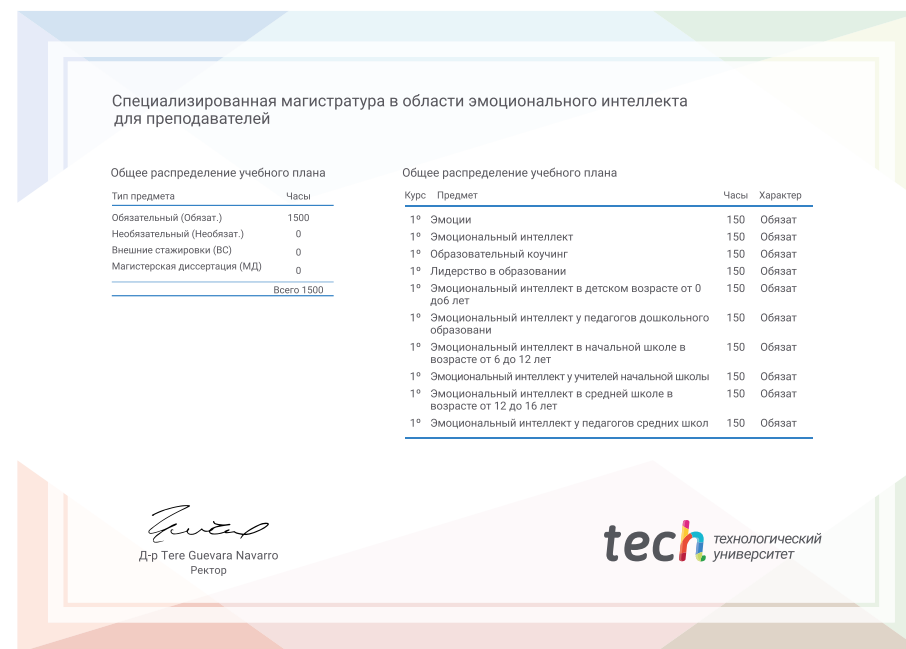 Специализированная магистратура в области эмоционального интеллекта
для преподавателей
Общее распределение учебного плана
Тип предмета Часы
Обязательный (Обязат.) 1500
Необязательный (Необязат.) 0
Внешние стажировки (ВС) 0
Магистерская диссертация (МД) 0
Всего 1500
Общее распределение учебного плана
Курс Предмет Часы Характер
1º Эмоции 150 Обязат
1º Эмоциональный интеллект 150 Обязат
1º Образовательный коучинг 150 Обязат
1º Лидерство в образовании 150 Обязат
1º Эмоциональный интеллект в детском возрасте от 0 150 Обязат
до6 лет
1º Эмоциональный интеллект у педагогов дошкольного 150 Обязат
образовани
1º Эмоциональный интеллект в начальной школе в 150 Обязат
возрасте от 6 до 12 лет
1º Эмоциональный интеллект у учителей начальной школы 150 Обязат
1º Эмоциональный интеллект в средней школе в 150 Обязат
возрасте от 12 до 16 лет
1º Эмоциональный интеллект у педагогов средних школ 150 Обязат
Д-р Tere Guevara Navarro
Ректор
tech технологический
университет